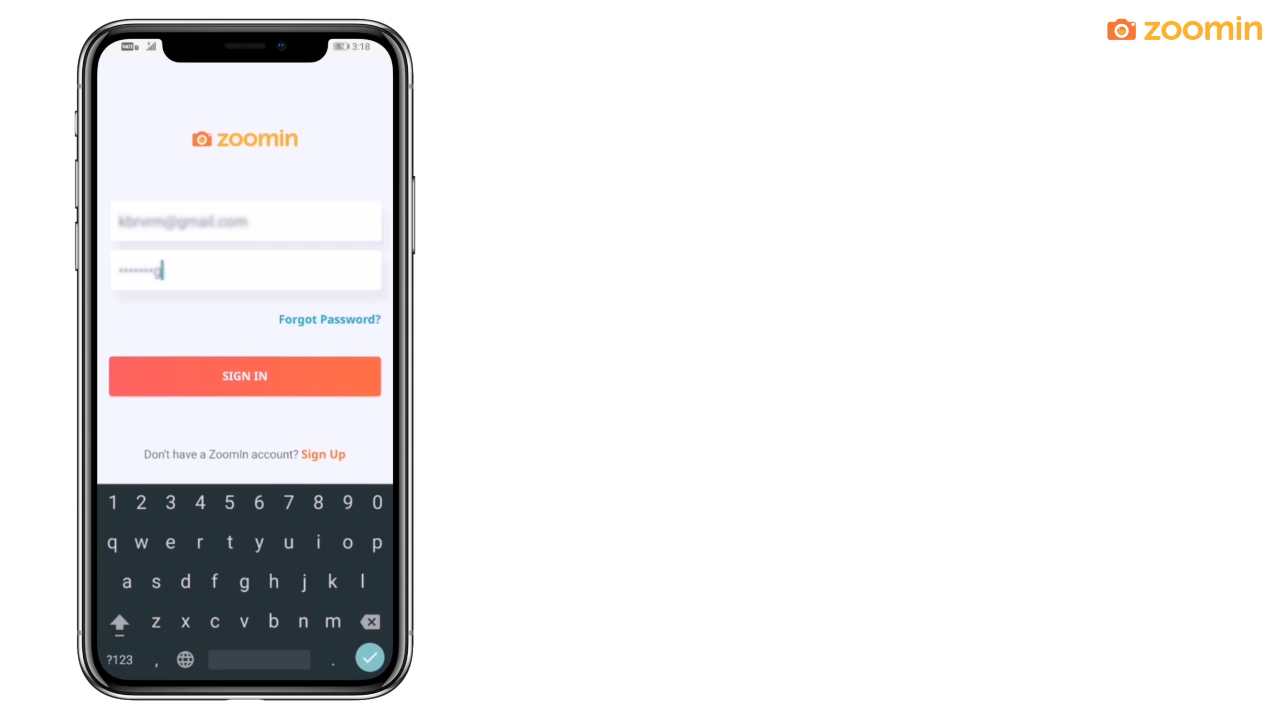 zoomin
3:18
zoomin
Forgot Password?
SIGN IN
Don't have a ZoomIn account? Sign Up
1 2 3 4 5 6 7 8 9 0
q w e r t y u i o p
a s d f g h j k l
z x c v b n m
?123 , .